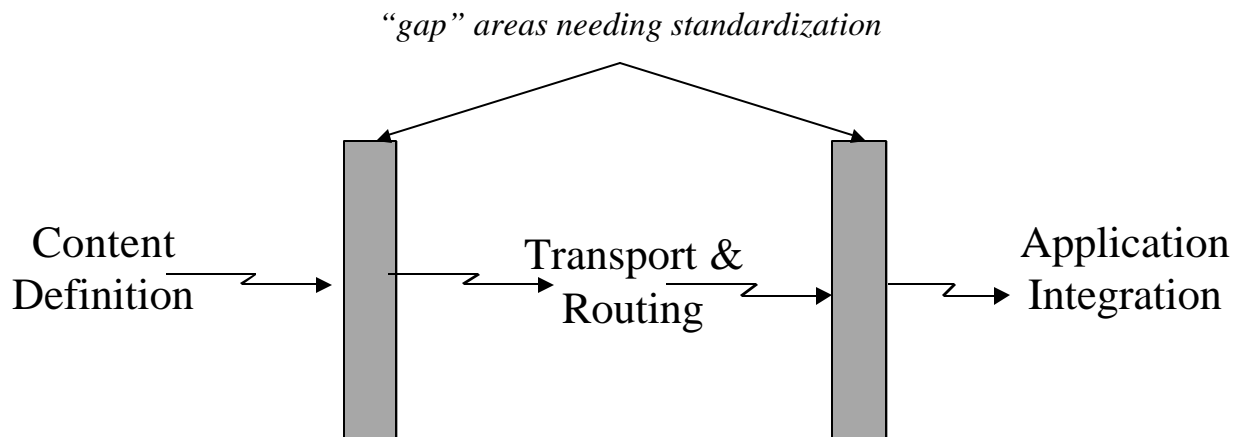 “gap” areas needing standardization
Content
Definition
Transport &
Routing
Application
Integration